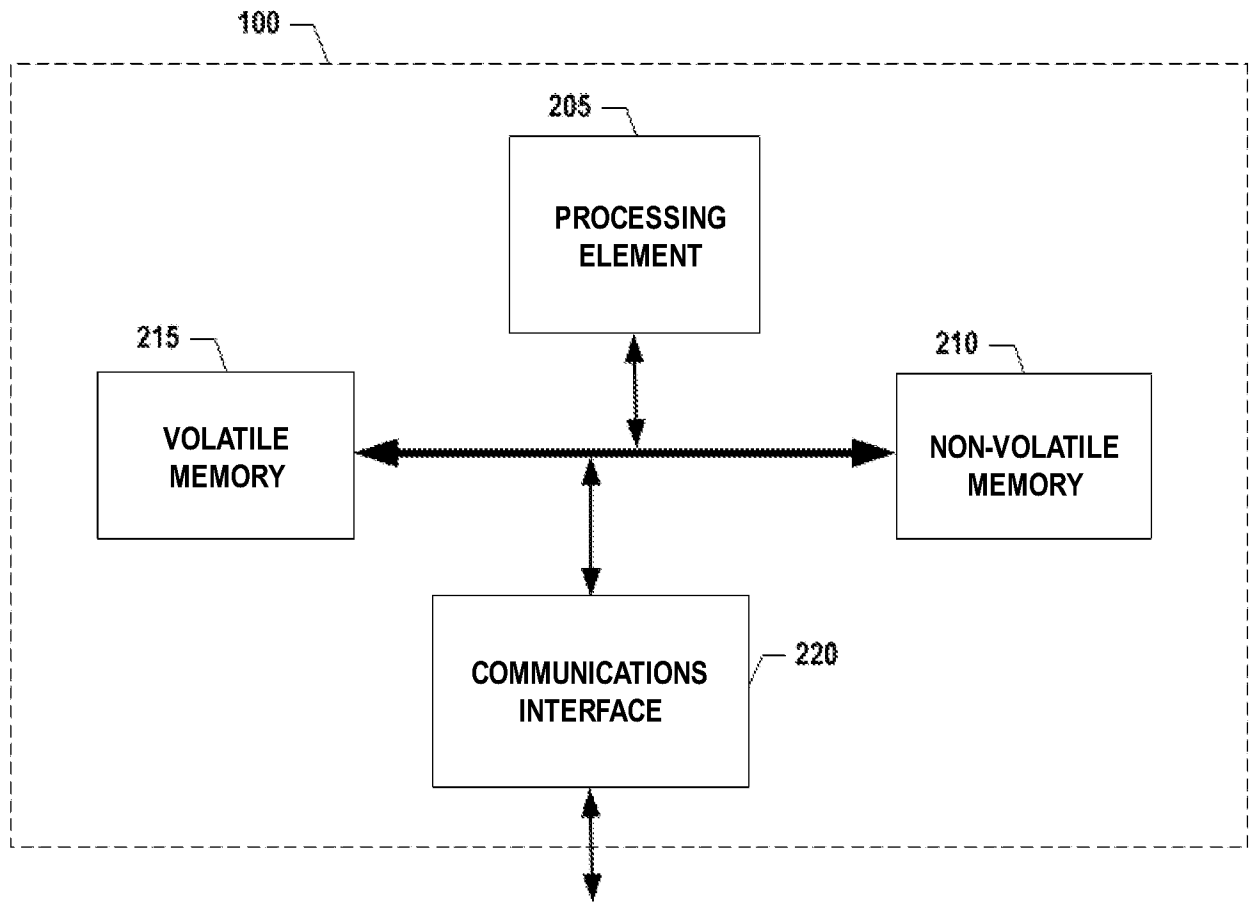 100
205
PROCESSING
ELEMENT
215
VOLATILE
MEMORY
210
NON-VOLATILE
MEMORY
COMMUNICATIONS
INTERFACE
220